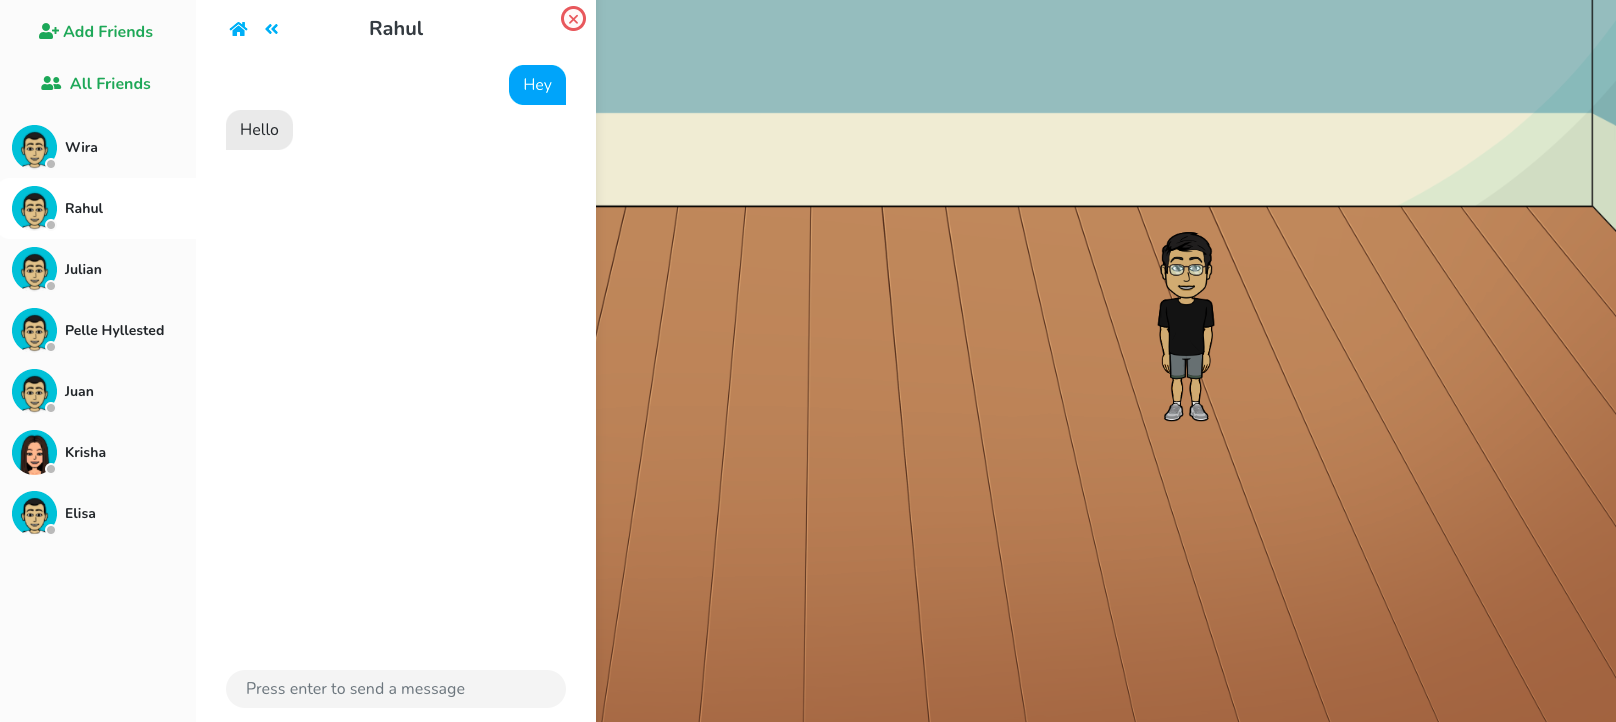 Add Friends
All Friends
Wira
Rahul
Julian
Pelle Hyllested
Juan
Krisha
Elisa
Rahul
Hey
Hello
Press enter to send a message